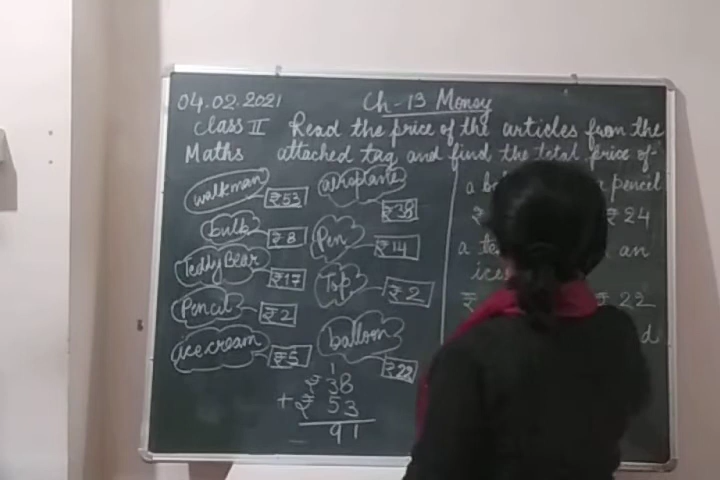 04.02.2021 Ch-13 Money
Class II Read the price of the articles from the
Maths attached tag and find the total price of-
walkman ₹53
aeroplane ₹38
bulb ₹8
Pen ₹14
Teddy Bear ₹17
Top ₹2
Pencil ₹2
ice cream ₹5
balloon ₹22
1
₹ 38
+ ₹ 53
91
a pencil
₹ ₹24
a an
ice
₹ ₹ 22
d